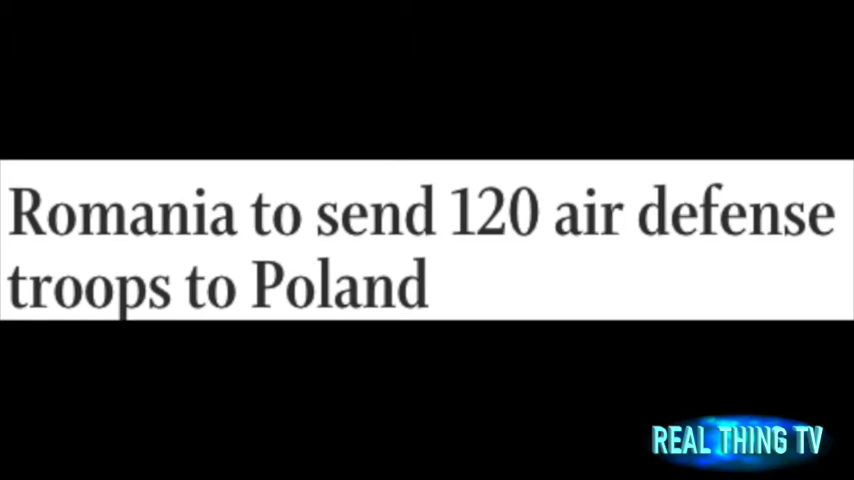 Romania to send 120 air defense
troops to Poland
REAL THING TV